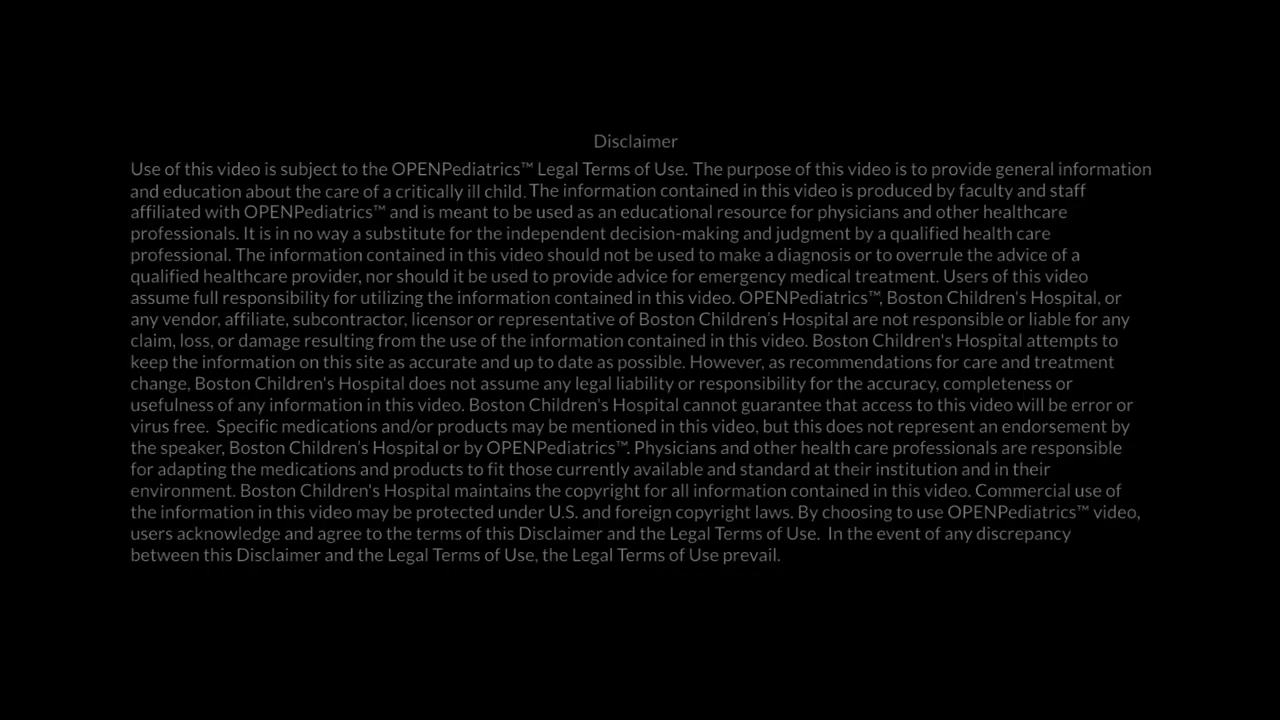 Disclaimer
Use of this video is subject to the OPENPediatrics™ Legal Terms of Use. The purpose of this video is to provide general information
and education about the care of a critically ill child. The information contained in this video is produced by faculty and staff
affiliated with OPENPediatrics™ and is meant to be used as an educational resource for physicians and other healthcare
professionals. It is in no way a substitute for the independent decision-making and judgment by a qualified health care
professional. The information contained in this video should not be used to make a diagnosis or to overrule the advice of a
qualified healthcare provider, nor should it be used to provide advice for emergency medical treatment. Users of this video
assume full responsibility for utilizing the information contained in this video. OPENPediatrics™, Boston Children's Hospital, or
any vendor, affiliate, subcontractor, licensor or representative of Boston Children's Hospital are not responsible or liable for any
claim, loss, or damage resulting from the use of the information contained in this video. Boston Children's Hospital attempts to
keep the information on this site as accurate and up to date as possible. However, as recommendations for care and treatment
change, Boston Children's Hospital does not assume any legal liability or responsibility for the accuracy, completeness or
usefulness of any information in this video. Boston Children's Hospital cannot guarantee that access to this video will be error or
virus free.  Specific medications and/or products may be mentioned in this video, but this does not represent an endorsement by
the speaker, Boston Children's Hospital or by OPENPediatrics™. Physicians and other health care professionals are responsible
for adapting the medications and products to fit those currently available and standard at their institution and in their
environment. Boston Children's Hospital maintains the copyright for all information contained in this video. Commercial use of
the information in this video may be protected under U.S. and foreign copyright laws. By choosing to use OPENPediatrics™ video,
users acknowledge and agree to the terms of this Disclaimer and the Legal Terms of Use.  In the event of any discrepancy
between this Disclaimer and the Legal Terms of Use, the Legal Terms of Use prevail.